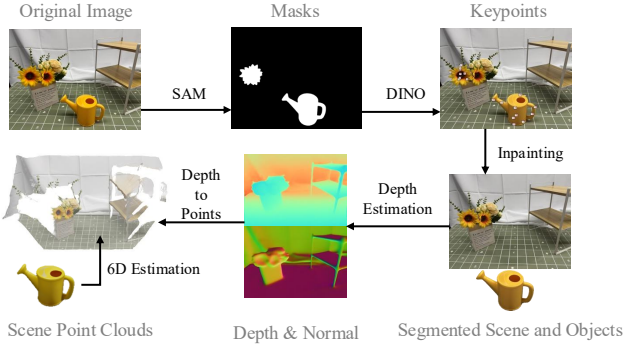 Original Image
Masks
Keypoints
SAM
DINO
Inpainting
Depth
to
Points
Depth
Estimation
6D Estimation
Scene Point Clouds
Depth & Normal
Segmented Scene and Objects